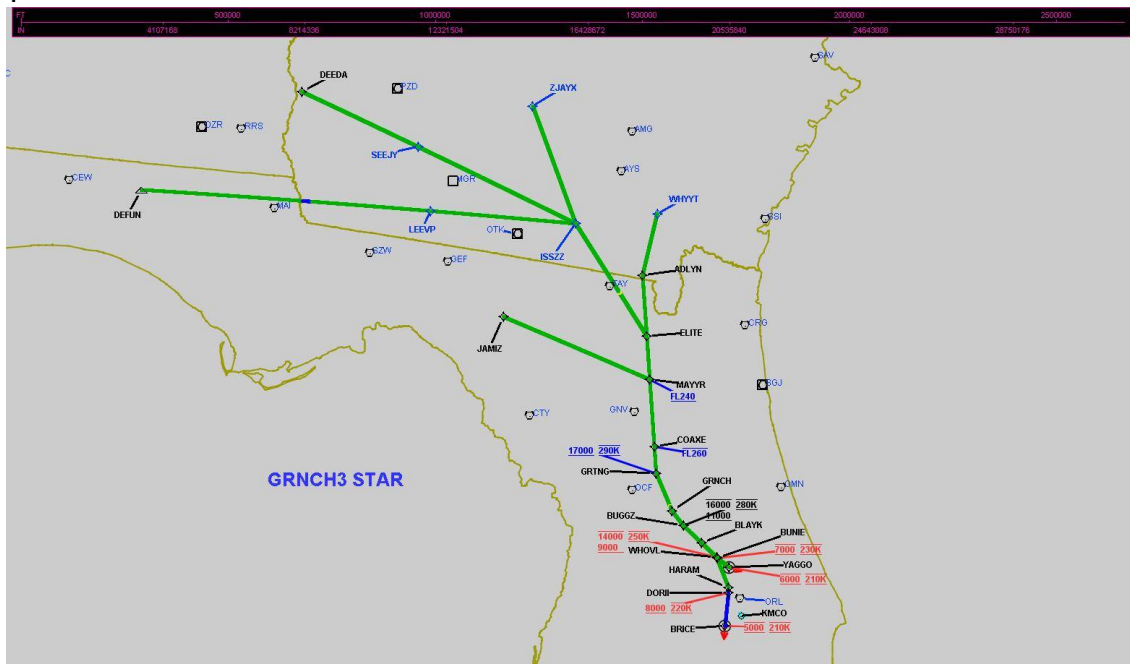 FT 500000 1000000 1500000 2000000 2500000
IN 4107168 8214336 12321504 16428672 20535840 24643008 28750176
SAV
DEEDA
PZD
ZJAYX
DZR
RRS
AMG
SEEJY
AYS
CEW
MGR
DEFUN
MAI
WHYYT
SSI
LEEVP
OTK
ISSZZ
SZW
GEF
ADLYN
TAY
CRG
JAMIZ
ELITE
MAYYR
SGJ
FL240
CTY
GNV
COAXE
17000 290K
FL260
GRNCH3 STAR
GRTNG
GRNCH
OCF
OMN
16000 280K
11000
BUGGZ
BLAYK
BUNIE
14000 250K
9000
WHOVL
7000 230K
YAGGO
HARAM
6000 210K
DORII
ORL
8000 220K
KMCO
BRICE
5000 210K